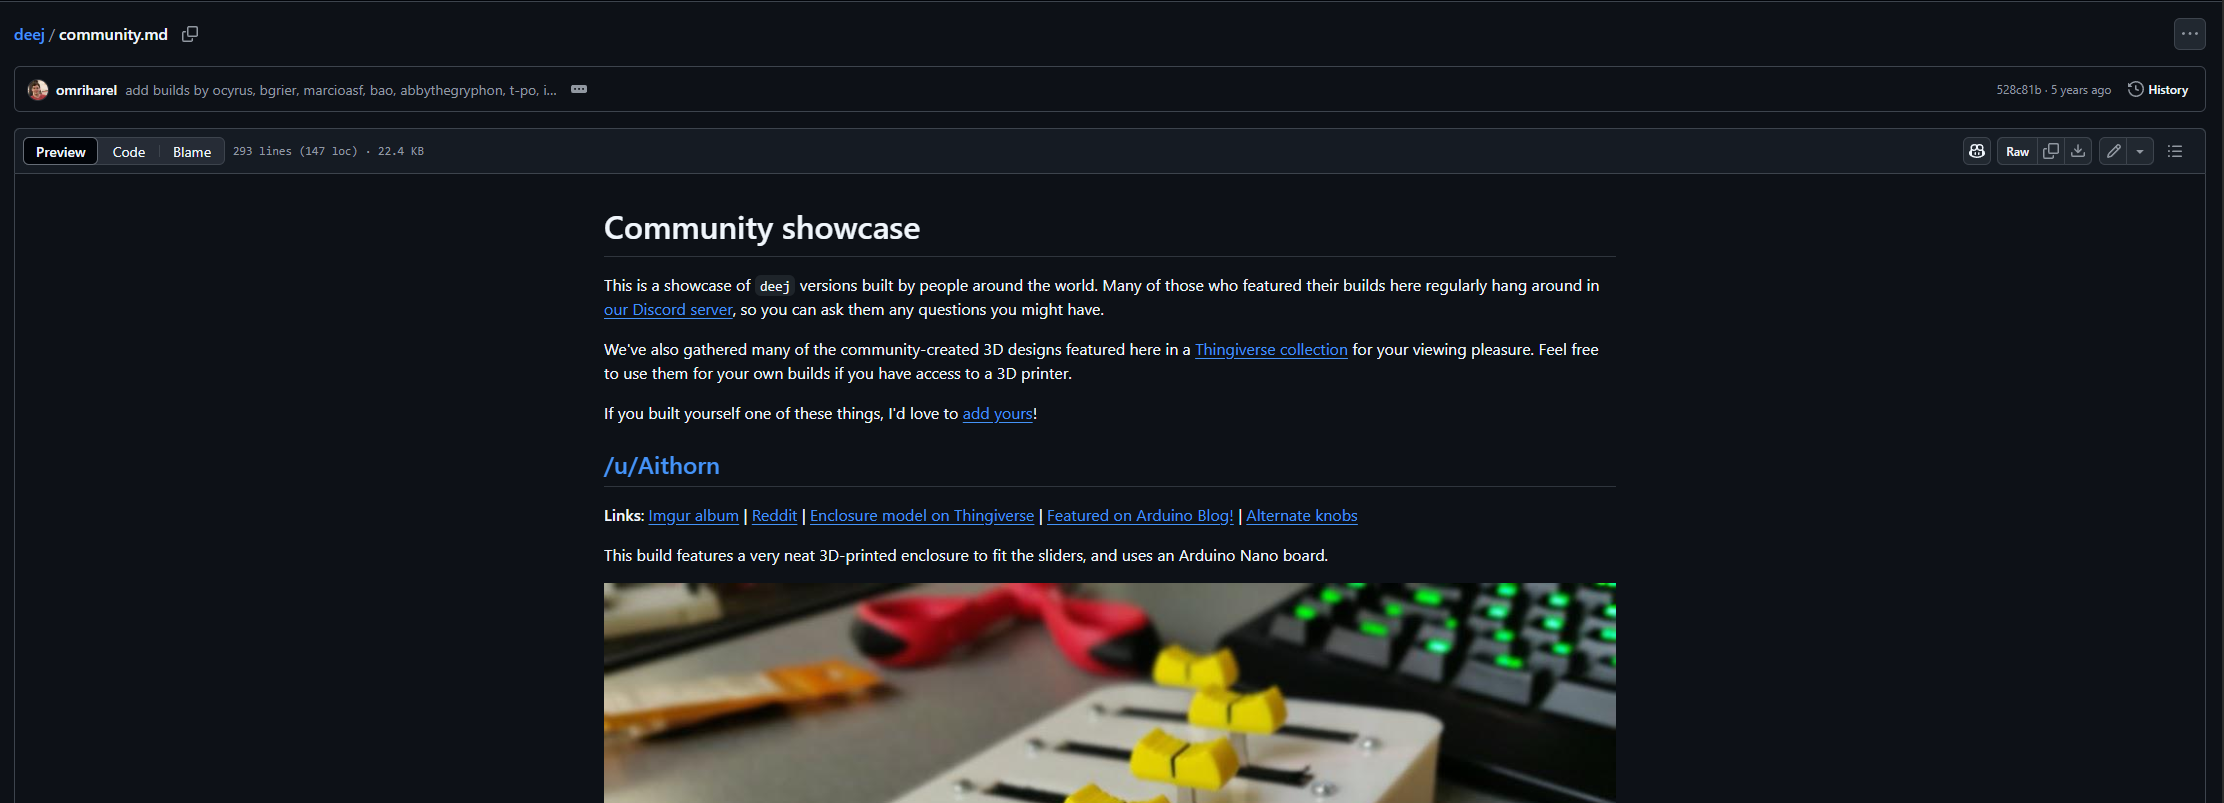 deej / community.md
omriharel add builds by ocyrus, bgrier, marcioasf, bao, abbythegryphon, t-po, i...
528c81b · 5 years ago History
Preview Code Blame 293 lines (147 loc) · 22.4 KB
Raw
Community showcase
This is a showcase of deej versions built by people around the world. Many of those who featured their builds here regularly hang around in
our Discord server, so you can ask them any questions you might have.
We've also gathered many of the community-created 3D designs featured here in a Thingiverse collection for your viewing pleasure. Feel free
to use them for your own builds if you have access to a 3D printer.
If you built yourself one of these things, I'd love to add yours!
/u/Aithorn
Links: Imgur album | Reddit | Enclosure model on Thingiverse | Featured on Arduino Blog! | Alternate knobs
This build features a very neat 3D-printed enclosure to fit the sliders, and uses an Arduino Nano board.